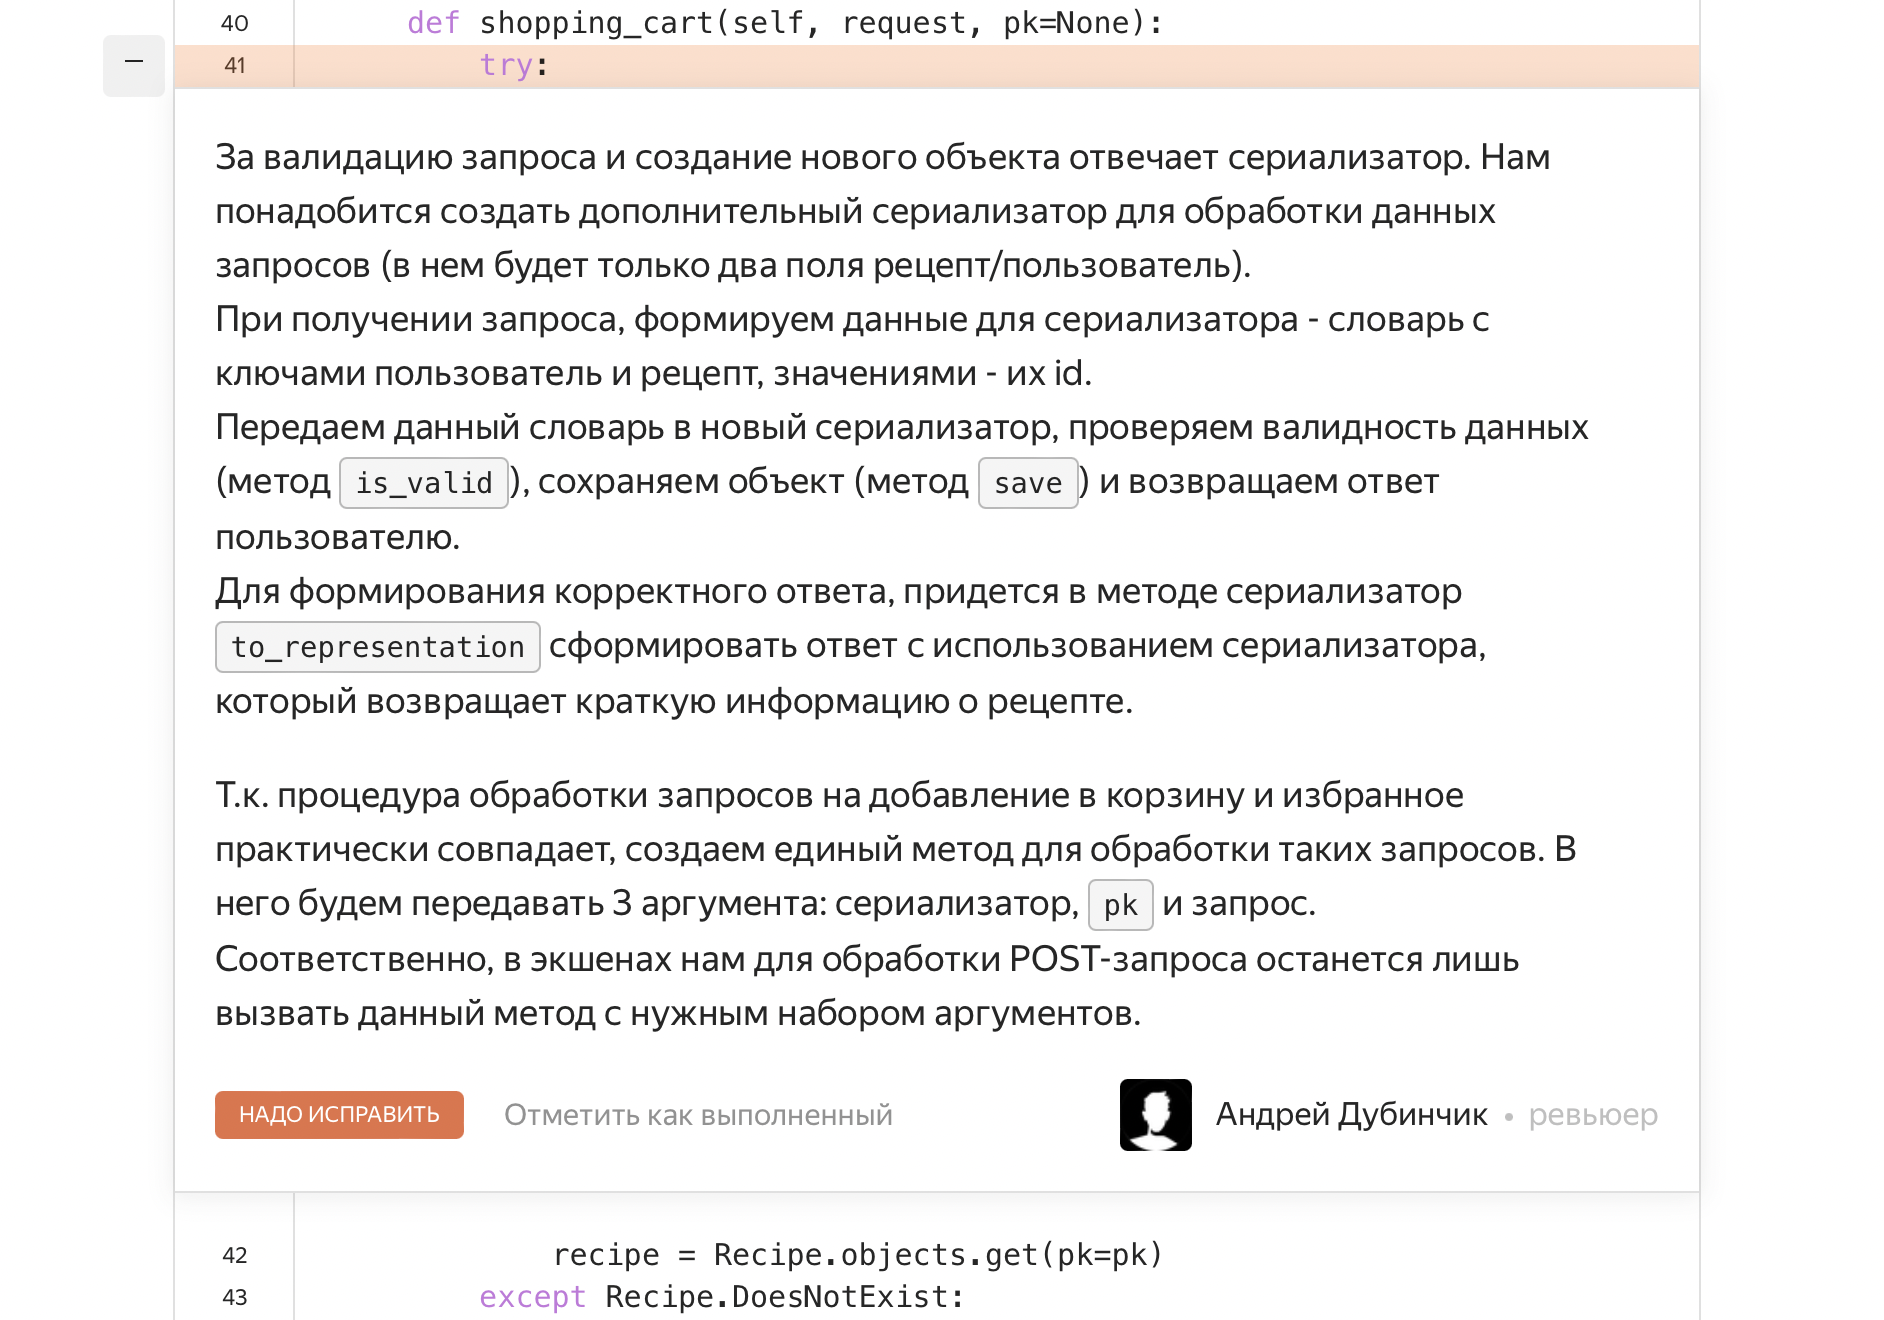 40 def shopping_cart(self, request, pk=None):
41 try:
За валидацию запроса и создание нового объекта отвечает сериализатор. Нам
понадобится создать дополнительный сериализатор для обработки данных
запросов (в нем будет только два поля рецепт/пользователь).
При получении запроса, формируем данные для сериализатора - словарь с
ключами пользователь и рецепт, значениями - их id.
Передаем данный словарь в новый сериализатор, проверяем валидность данных
(метод is_valid), сохраняем объект (метод save) и возвращаем ответ
пользователю.
Для формирования корректного ответа, придется в методе сериализатор
to_representation сформировать ответ с использованием сериализатора,
который возвращает краткую информацию о рецепте.
Т.к. процедура обработки запросов на добавление в корзину и избранное
практически совпадает, создаем единый метод для обработки таких запросов. В
него будем передавать 3 аргумента: сериализатор, pk и запрос.
Соответственно, в экшенах нам для обработки POST-запроса останется лишь
вызвать данный метод с нужным набором аргументов.
НАДО ИСПРАВИТЬ Отметить как выполненный Андрей Дубинчик • ревьюер
42 recipe = Recipe.objects.get(pk=pk)
43 except Recipe.DoesNotExist: